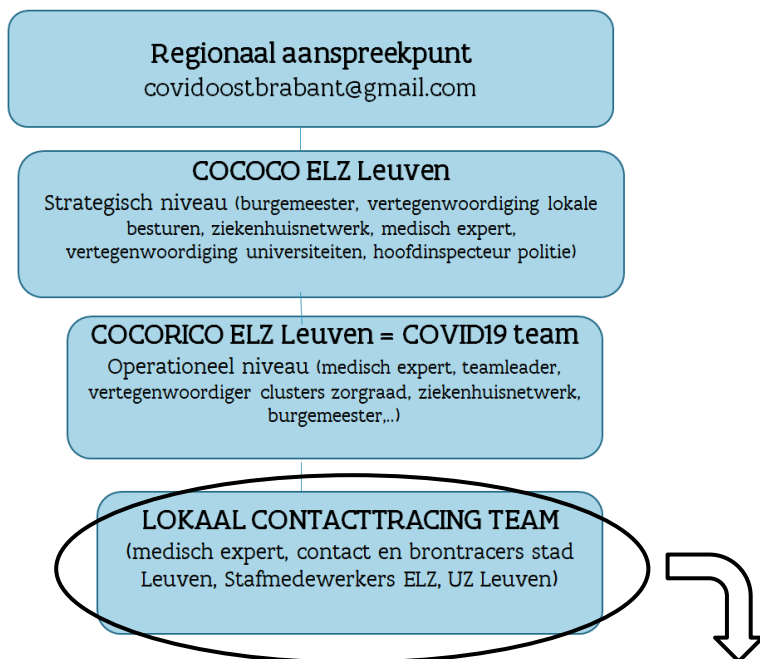 Regionaal aanspreekpunt
covidoostbrabant@gmail.com
COCOCO ELZ Leuven
Strategisch niveau (burgemeester, vertegenwoordiging lokale
besturen, ziekenhuisnetwerk, medisch expert,
vertegenwoordiging universiteiten, hoofdinspecteur politie)
COCORICO ELZ Leuven = COVID19 team
Operationeel niveau (medisch expert, teamleader,
vertegenwoordiger clusters zorgraad, ziekenhuisnetwerk,
burgemeester,..)
LOKAAL CONTACTTRACING TEAM
(medisch expert, contact en brontracers stad
Leuven, Stafmedewerkers ELZ, UZ Leuven)